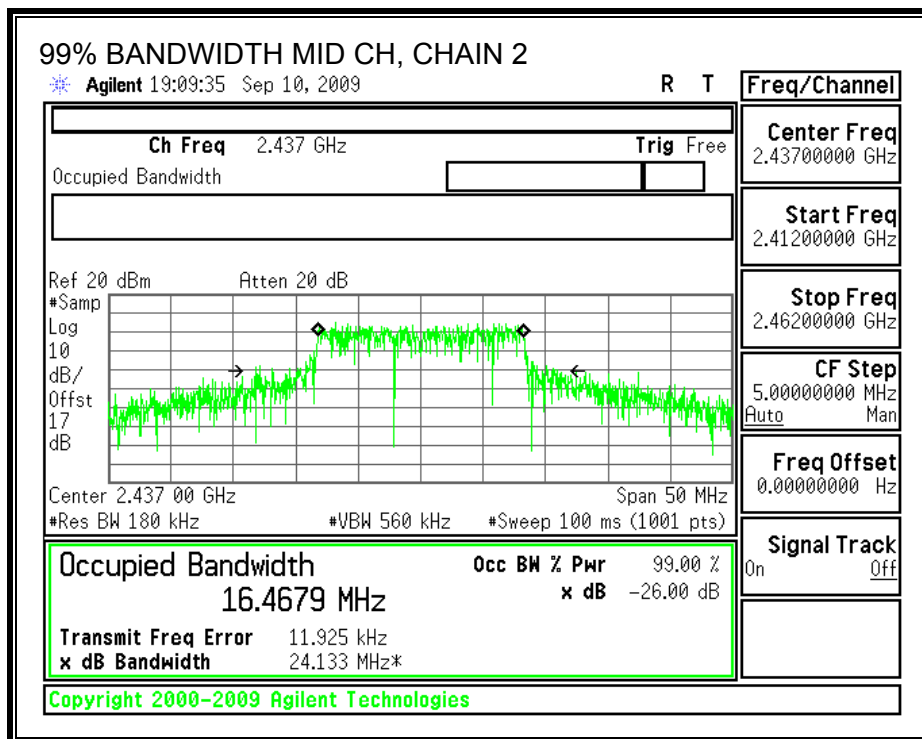 99% BANDWIDTH MID CH, CHAIN 2
Agilent 19:09:35 Sep 10, 2009 R T
Freq/Channel
Ch Freq 2.437 GHz Trig Free
Occupied Bandwidth
Center Freq
2.43700000 GHz
Start Freq
2.41200000 GHz
Stop Freq
2.46200000 GHz
CF Step
5.00000000 MHz
Auto Man
Freq Offset
0.00000000 Hz
Signal Track
On Off
Ref 20 dBm Atten 20 dB
#Samp
Log
10
dB/
Offst
17
dB
Center 2.437 00 GHz Span 50 MHz
#Res BW 180 kHz #VBW 560 kHz #Sweep 100 ms (1001 pts)
Occupied Bandwidth Occ BW % Pwr 99.00 %
16.4679 MHz x dB -26.00 dB
Transmit Freq Error 11.925 kHz
x dB Bandwidth 24.133 MHz*
Copyright 2000-2009 Agilent Technologies